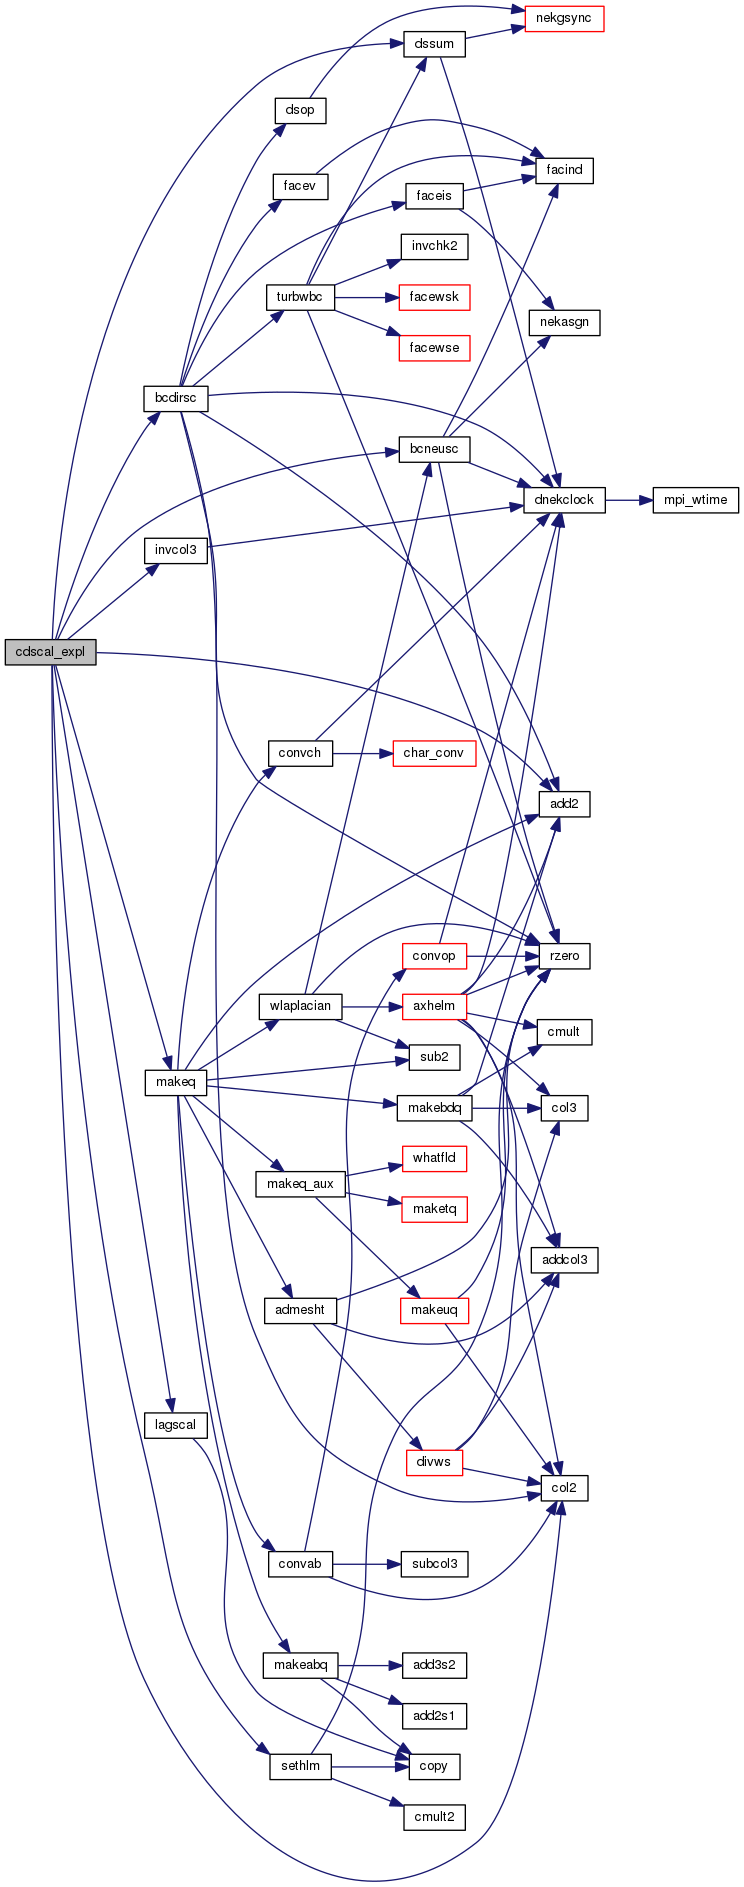 nekgsync
dssum
dsop
facind
facev
faceis
invchk2
turbwbc
facewsk
nekasgn
facewse
bcdirsc
bcneusc
dnekclock
mpi_wtime
invcol3
cdscal_expl
convch
char_conv
add2
convop
rzero
wlaplacian
axhelm
cmult
sub2
makeq
makebdq
col3
whatfld
makeq_aux
maketq
addcol3
admesht
makeuq
lagscal
divws
col2
convab
subcol3
makeabq
add3s2
add2s1
sethlm
copy
cmult2